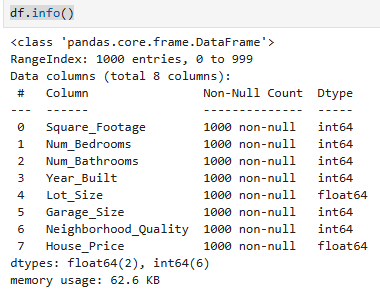 df.info()
<class 'pandas.core.frame.DataFrame'>
RangeIndex: 1000 entries, 0 to 999
Data columns (total 8 columns):
 #   Column                Non-Null Count  Dtype
---  ------                --------------  -----
 0   Square_Footage        1000 non-null   int64
 1   Num_Bedrooms          1000 non-null   int64
 2   Num_Bathrooms         1000 non-null   int64
 3   Year_Built            1000 non-null   int64
 4   Lot_Size              1000 non-null   float64
 5   Garage_Size           1000 non-null   int64
 6   Neighborhood_Quality  1000 non-null   int64
 7   House_Price           1000 non-null   float64
dtypes: float64(2), int64(6)
memory usage: 62.6 KB